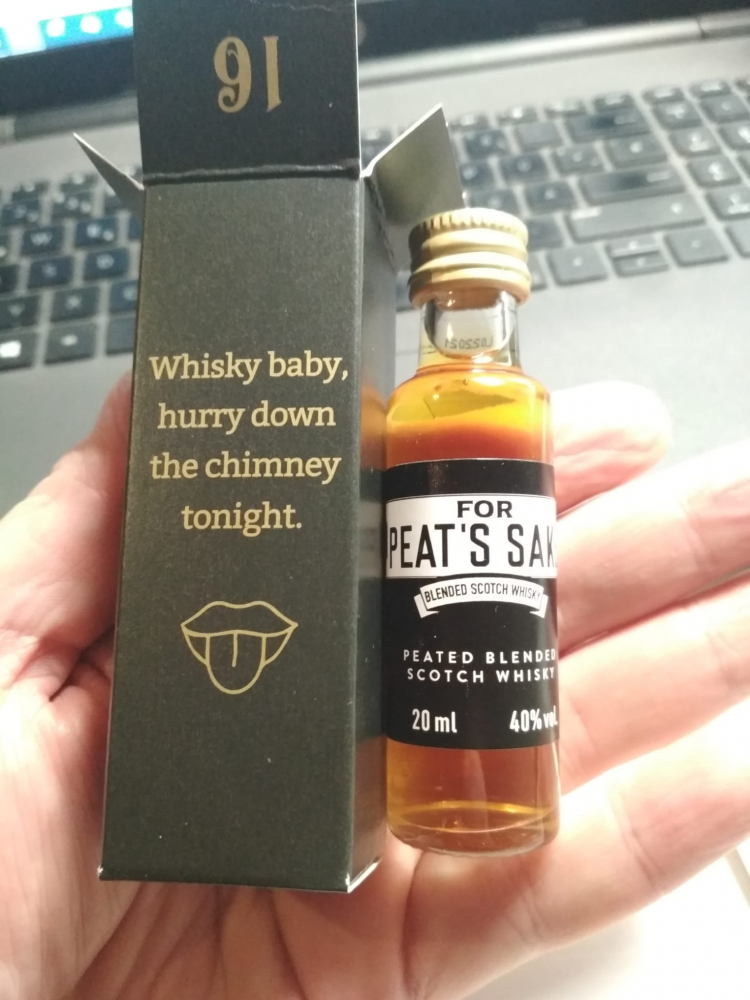 16
Whisky baby,
hurry down
the chimney
tonight.
FOR
PEAT'S SAK
BLENDED SCOTCH WHISKY
PEATED BLENDED
SCOTCH WHISKY
20 ml 40% vol.